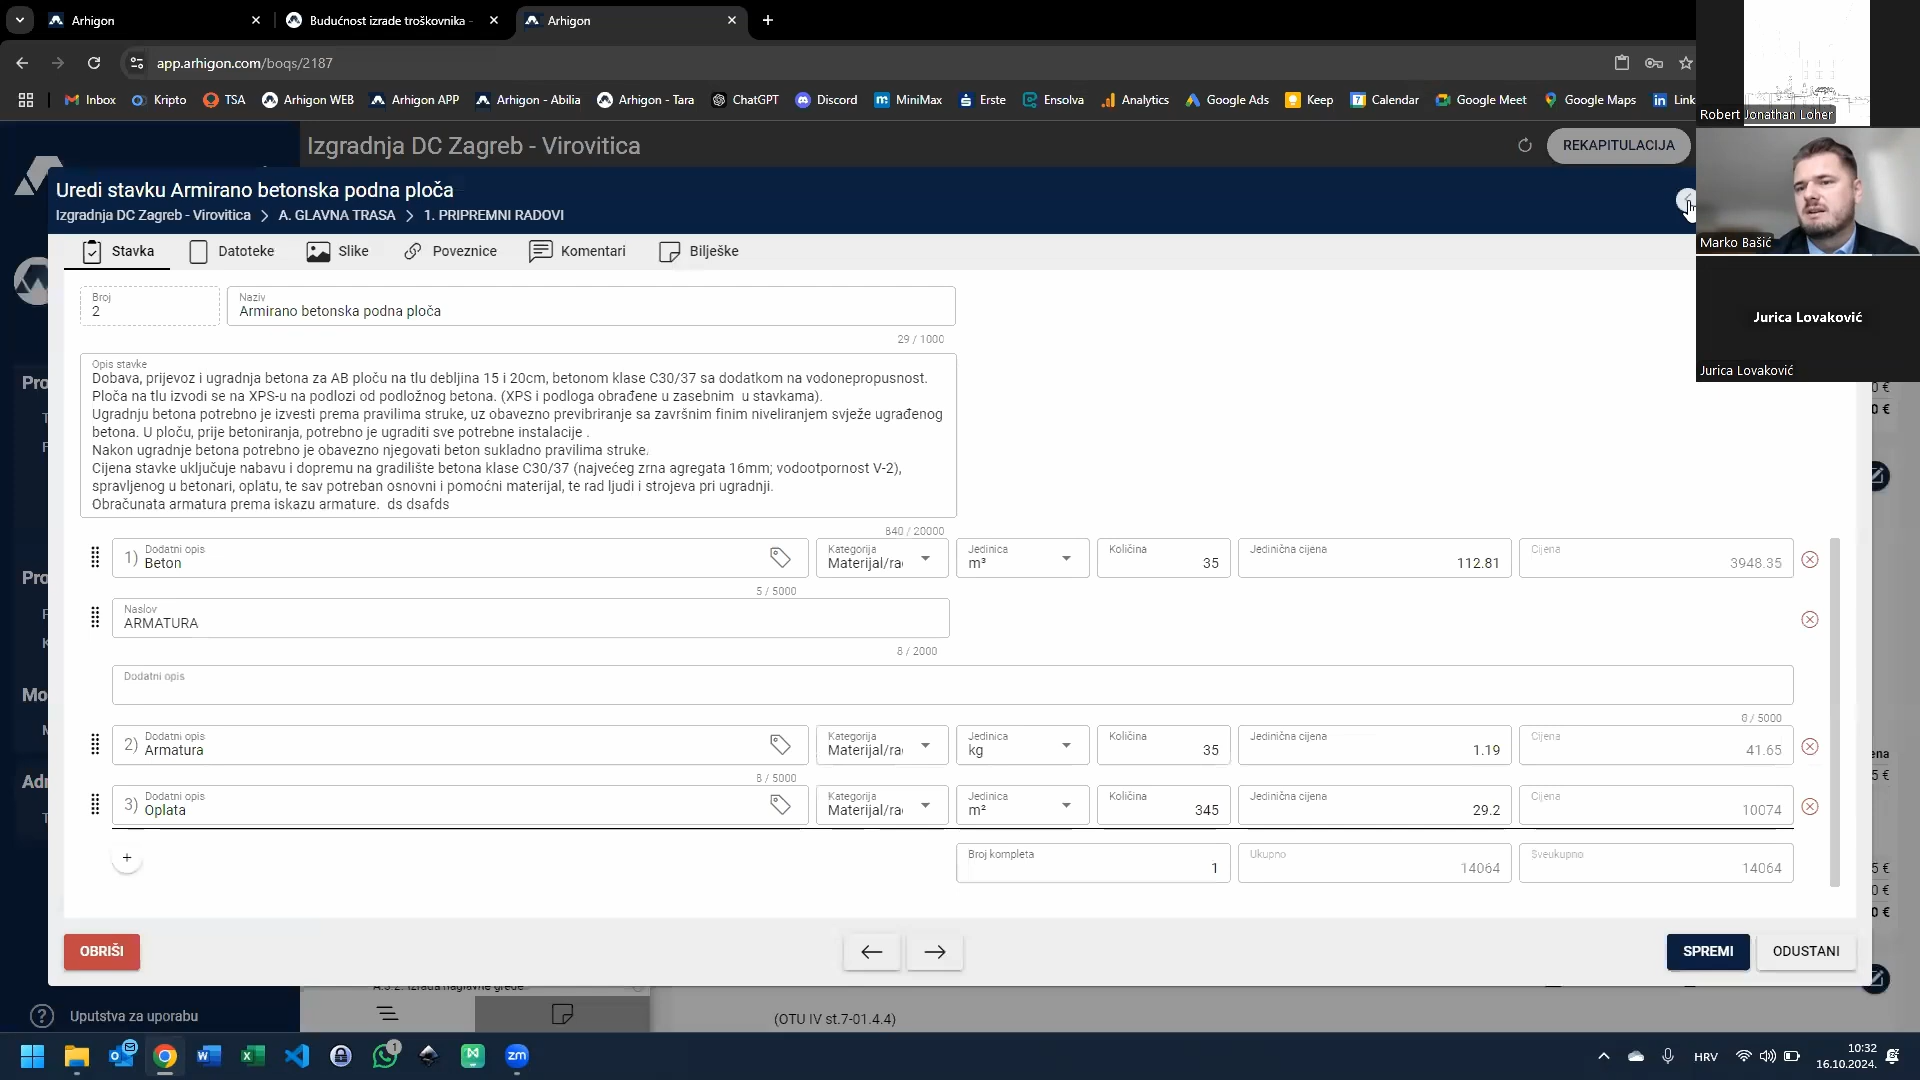 Arhigon
Budućnost izrade troškovnika -
Arhigon
app.arhigon.com/boqs/2187
Inbox
Kripto
TSA
Arhigon WEB
Arhigon APP
Arhigon - Abilia
Arhigon - Tara
ChatGPT
Discord
MiniMax
Erste
Ensolva
Analytics
Google Ads
Keep
Calendar
Google Meet
Google Maps
Link
Robert Jonathan Loher
Marko Bašić
Jurica Lovaković
Jurica Lovaković
Izgradnja DC Zagreb - Virovitica
REKAPITULACIJA
Uredi stavku Armirano betonska podna ploča
Izgradnja DC Zagreb - Virovitica > A. GLAVNA TRASA > 1. PRIPREMNI RADOVI
Stavka
Datoteke
Slike
Poveznice
Komentari
Bilješke
Broj
2
Naziv
Armirano betonska podna ploča
29 / 1000
Opis stavke
Dobava, prijevoz i ugradnja betona za AB ploču na tlu debljina 15 i 20cm, betonom klase C30/37 sa dodatkom na vodonepropusnost.
Ploča na tlu izvodi se na XPS-u na podlozi od podložnog betona. (XPS i podloga obrađene u zasebnim  u stavkama).
Ugradnju betona potrebno je izvesti prema pravilima struke, uz obavezno previbriranje sa završnim finim niveliranjem svježe ugrađenog
betona. U ploču, prije betoniranja, potrebno je ugraditi sve potrebne instalacije .
Nakon ugradnje betona potrebno je obavezno njegovati beton sukladno pravilima struke.
Cijena stavke uključuje nabavu i dopremu na gradilište betona klase C30/37 (najvećeg zrna agregata 16mm; vodootpornost V-2),
spravljenog u betonari, oplatu, te sav potreban osnovni i pomoćni materijal, te rad ljudi i strojeva pri ugradnji.
Obračunata armatura prema iskazu armature.  ds dsafds
840 / 20000
1) Dodatni opis
Beton
5 / 5000
Kategorija
Materijal/ra
Jedinica
m³
Količina
35
Jedinična cijena
112.81
Cijena
3948.35
Naslov
ARMATURA
8 / 2000
Dodatni opis
0 / 5000
2) Dodatni opis
Armatura
8 / 5000
Kategorija
Materijal/ra
Jedinica
kg
Količina
35
Jedinična cijena
1.19
Cijena
41.65
3) Dodatni opis
Oplata
Kategorija
Materijal/ra
Jedinica
m²
Količina
345
Jedinična cijena
29.2
Cijena
10074
+
Broj kompleta
1
Ukupno
14064
Sveukupno
14064
OBRIŠI
SPREMI
ODUSTANI
Pro
Pro
Mo
Adı
Uputstva za uporabu
(OTU IV st.7-01.4.4)
1
zm
HRV
10:32
16.10.2024.